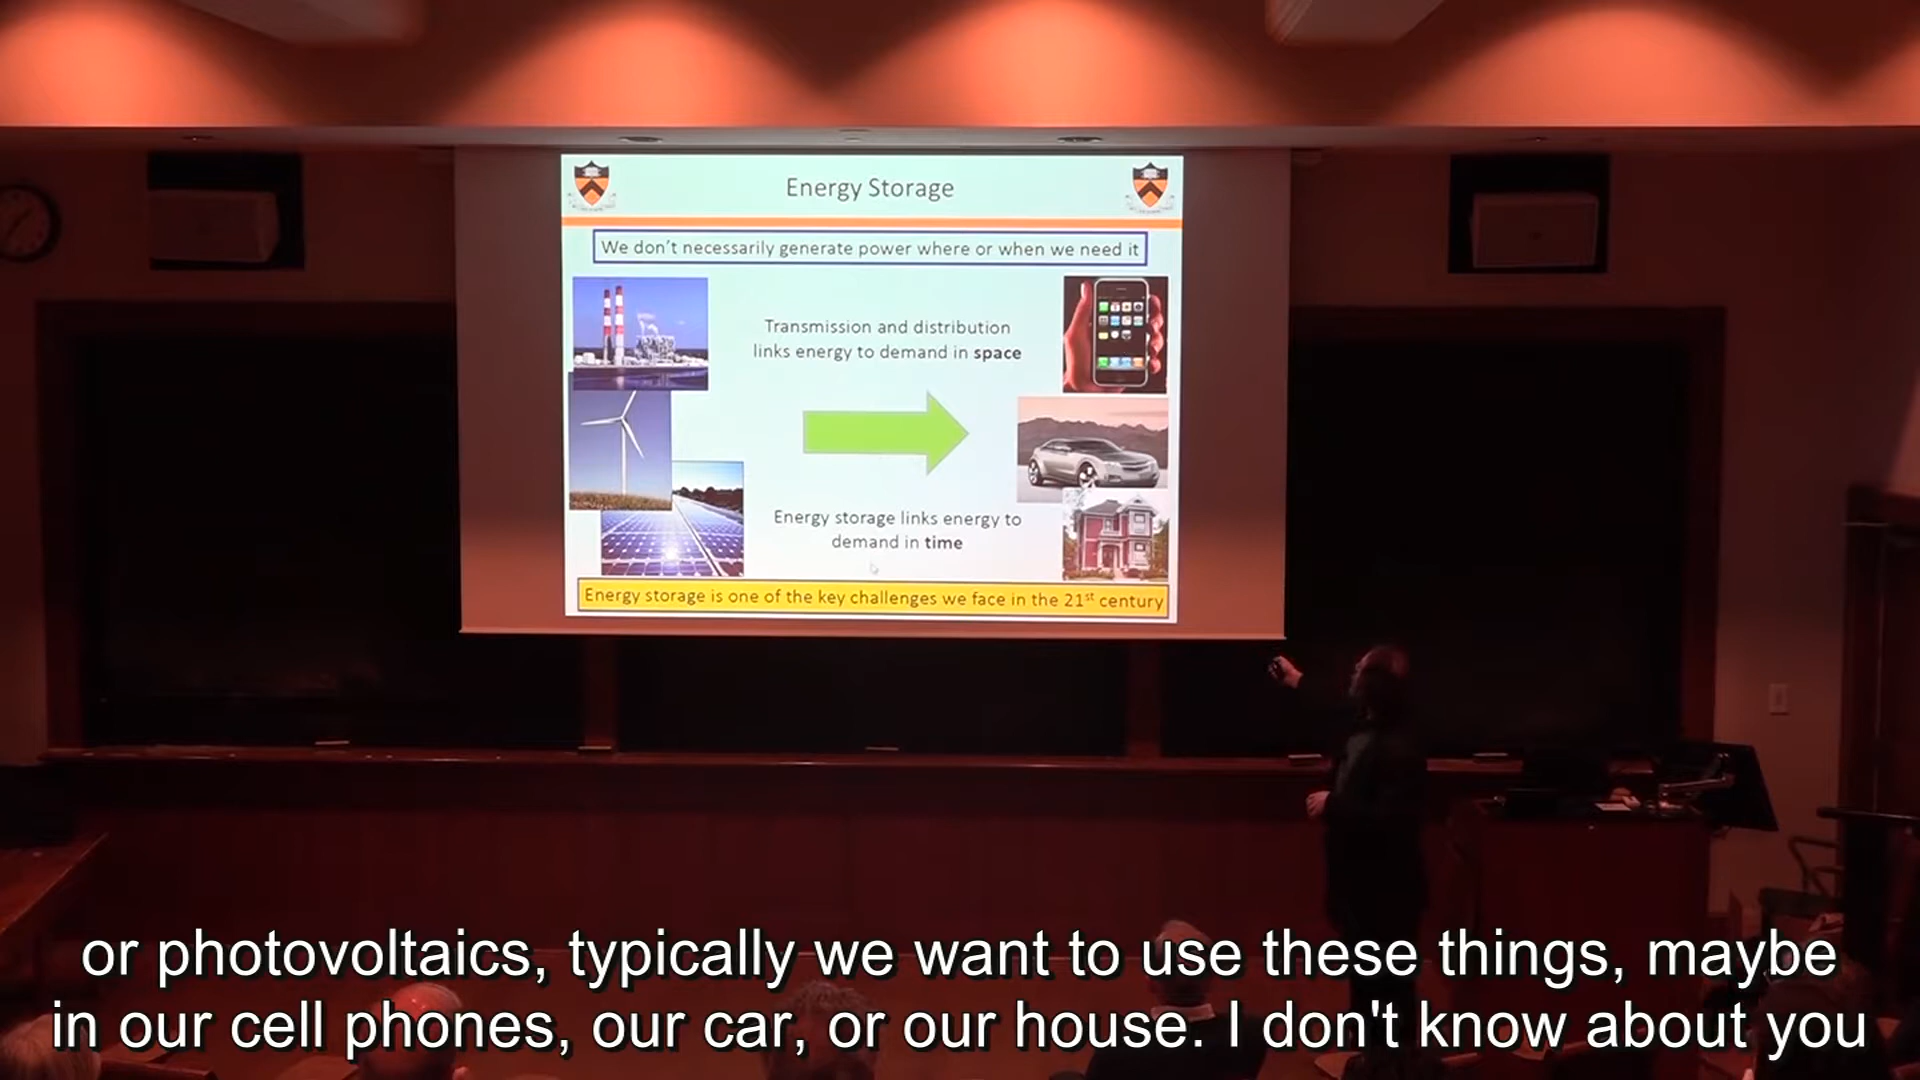 Energy Storage
We don't necessarily generate power where or when we need it
Transmission and distribution
links energy to demand in space
Energy storage links energy to
demand in time
Energy storage is one of the key challenges we face in the 21st century
or photovoltaics, typically we want to use these things, maybe
in our cell phones, our car, or our house. I don't know about you